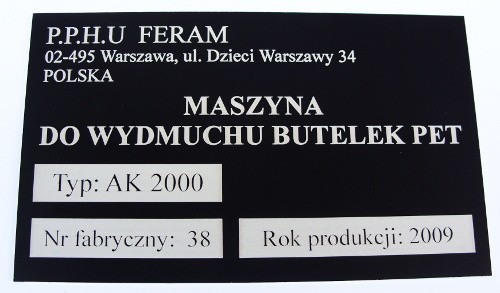 P.P.H.U FERAM
02-495 Warszawa, ul. Dzieci Warszawy 34
POLSKA
MASZYNA
DO WYDMUCHU BUTELEK PET
Typ: AK 2000
Nr fabryczny: 38
Rok produkcji: 2009